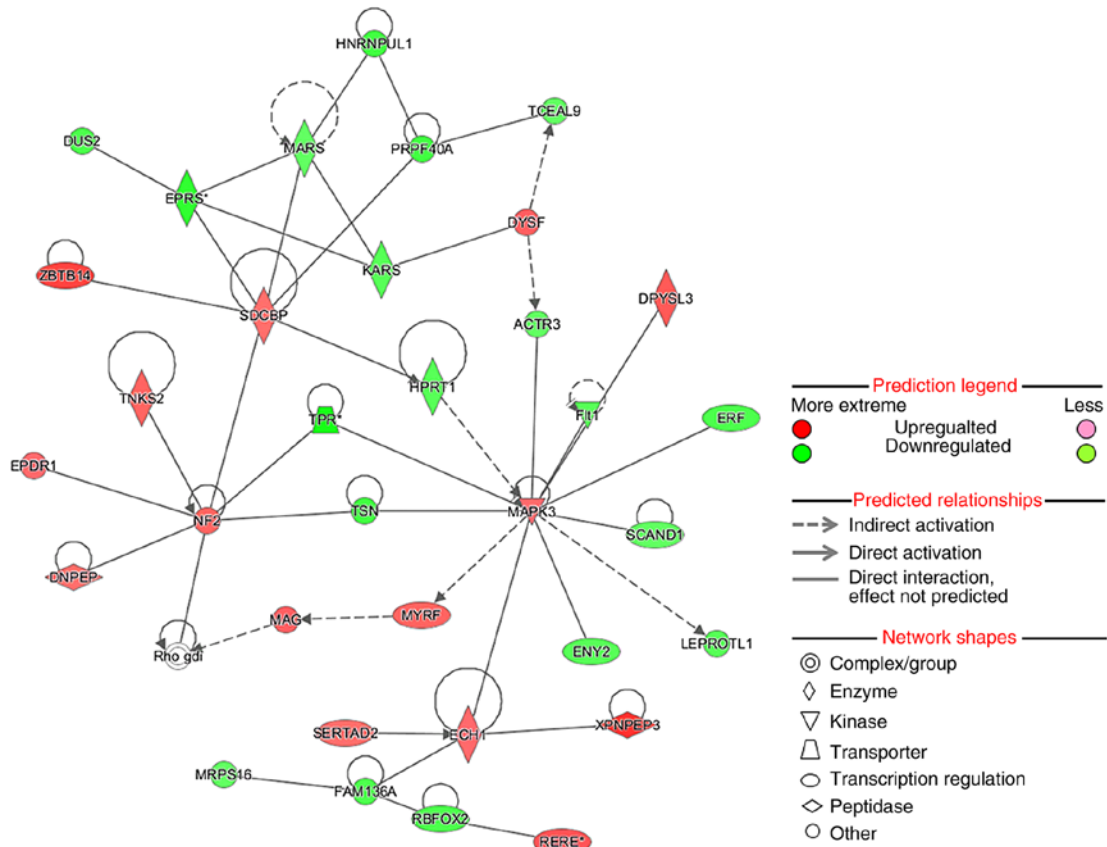 HNRNPUL1
TCEAL9
DUS2
MARS
PRPF40A
EPRS*
DYSF
ZBTB14
KARS
SDCBP
DPYSL3
ACTR3
HPRT1
TNKS2
TPR*
Flt1
ERF
EPDR1
NF2
TSN
MAPK3
SCAND1
DNPEP
MAG
MYRF
Rho gdi
ENY2
LEPROTL1
SERTAD2
ECH1
XPNPEP3
MRPS16
FAM136A
RBFOX2
RERE*
Prediction legend
More extreme Less
Upregualted
Downregulated
Predicted relationships
Indirect activation
Direct activation
Direct interaction,
effect not predicted
Network shapes
Complex/group
Enzyme
Kinase
Transporter
Transcription regulation
Peptidase
Other